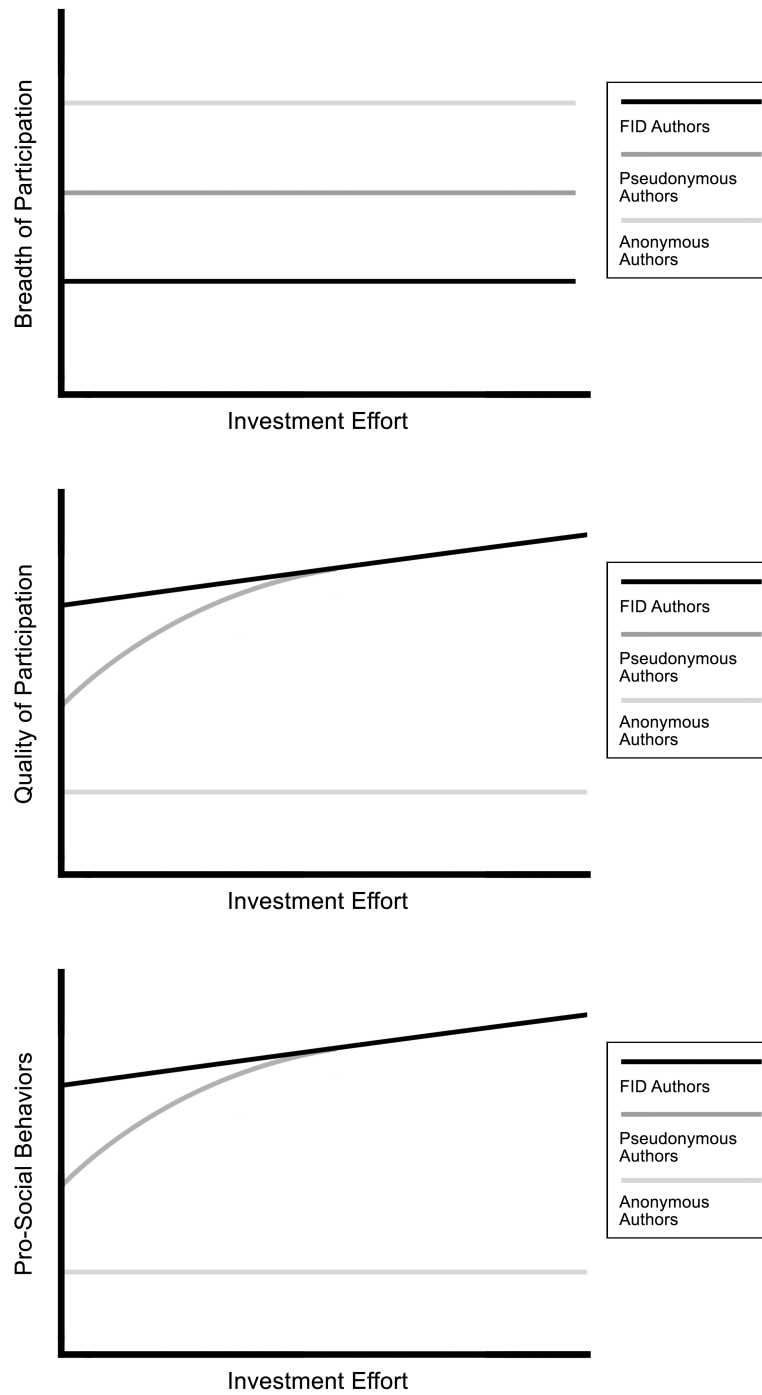 Breadth of Participation
FID Authors
Pseudonymous
Authors
Anonymous
Authors
Investment Effort
Quality of Participation
FID Authors
Pseudonymous
Authors
Anonymous
Authors
Investment Effort
Pro-Social Behaviors
FID Authors
Pseudonymous
Authors
Anonymous
Authors
Investment Effort